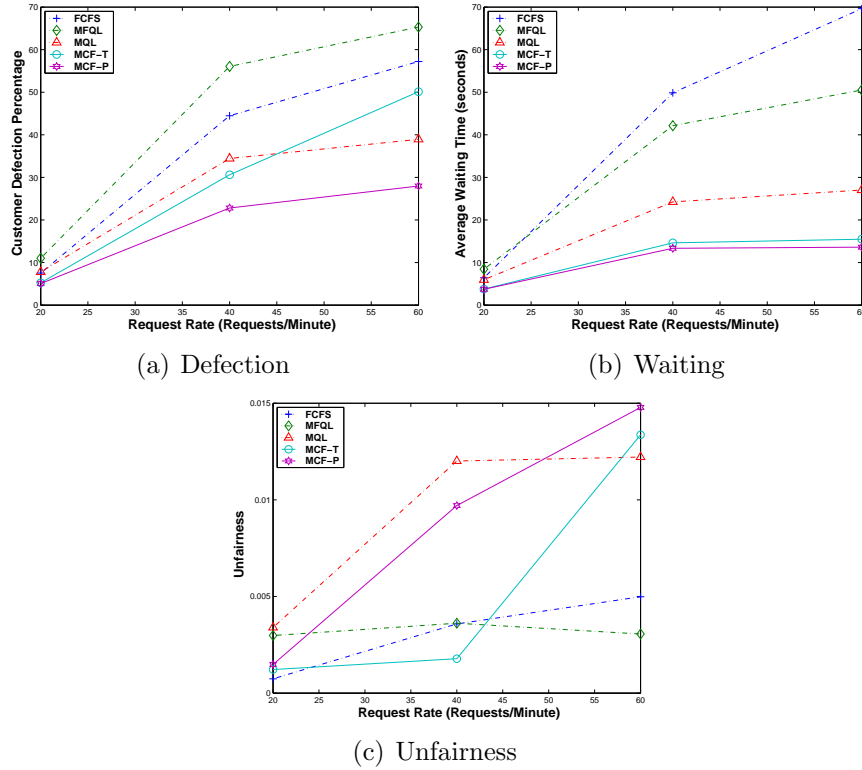 FCFS
MFQL
MQL
MCF-T
MCF-P
Customer Defection Percentage
0
10
20
30
40
50
60
70
20
25
30
35
40
45
50
55
60
Request Rate (Requests/Minute)
(a) Defection
FCFS
MFQL
MQL
MCF-T
MCF-P
Average Waiting Time (seconds)
0
10
20
30
40
50
60
70
20
25
30
35
40
45
50
55
60
Request Rate (Requests/Minute)
(b) Waiting
FCFS
MFQL
MQL
MCF-T
MCF-P
Unfairness
0
0.005
0.01
0.015
20
25
30
35
40
45
50
55
60
Request Rate (Requests/Minute)
(c) Unfairness